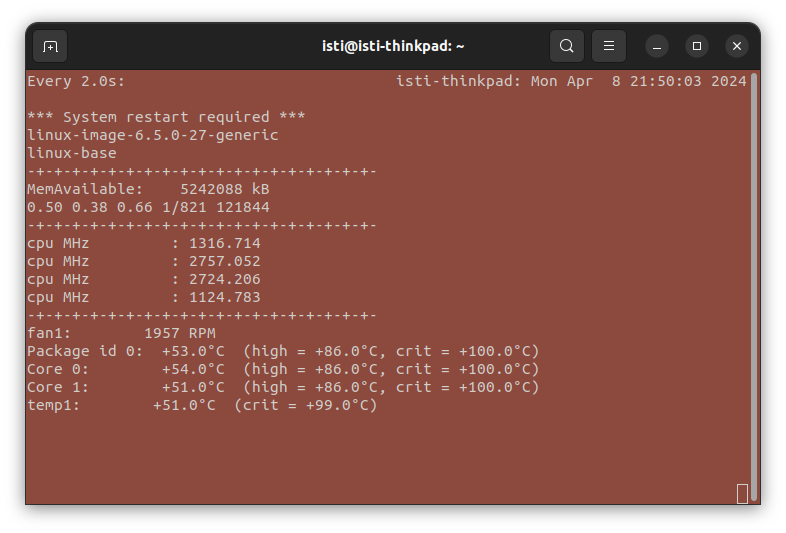 isti@isti-thinkpad: ~
Every 2.0s:                              isti-thinkpad: Mon Apr  8 21:50:03 2024
*** System restart required ***
linux-image-6.5.0-27-generic
linux-base
-+-+-+-+-+-+-+-+-+-+-+-+-+-+-+-+-+-+-+-
MemAvailable:    5242088 kB
0.50 0.38 0.66 1/821 121844
-+-+-+-+-+-+-+-+-+-+-+-+-+-+-+-+-+-+-+-
cpu MHz         : 1316.714
cpu MHz         : 2757.052
cpu MHz         : 2724.206
cpu MHz         : 1124.783
-+-+-+-+-+-+-+-+-+-+-+-+-+-+-+-+-+-+-+-
fan1:        1957 RPM
Package id 0:  +53.0°C  (high = +86.0°C, crit = +100.0°C)
Core 0:        +54.0°C  (high = +86.0°C, crit = +100.0°C)
Core 1:        +51.0°C  (high = +86.0°C, crit = +100.0°C)
temp1:        +51.0°C  (crit = +99.0°C)